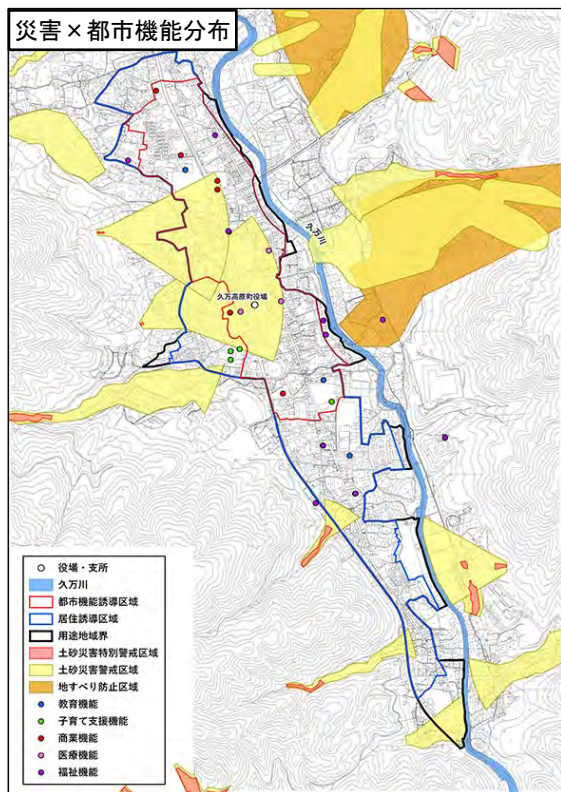 災害×都市機能分布
久万川
久万高原町役場
役場・支所
久万川
都市機能誘導区域
居住誘導区域
用途地域界
土砂災害特別警戒区域
土砂災害警戒区域
地すべり防止区域
教育機能
子育て支援機能
商業機能
医療機能
福祉機能